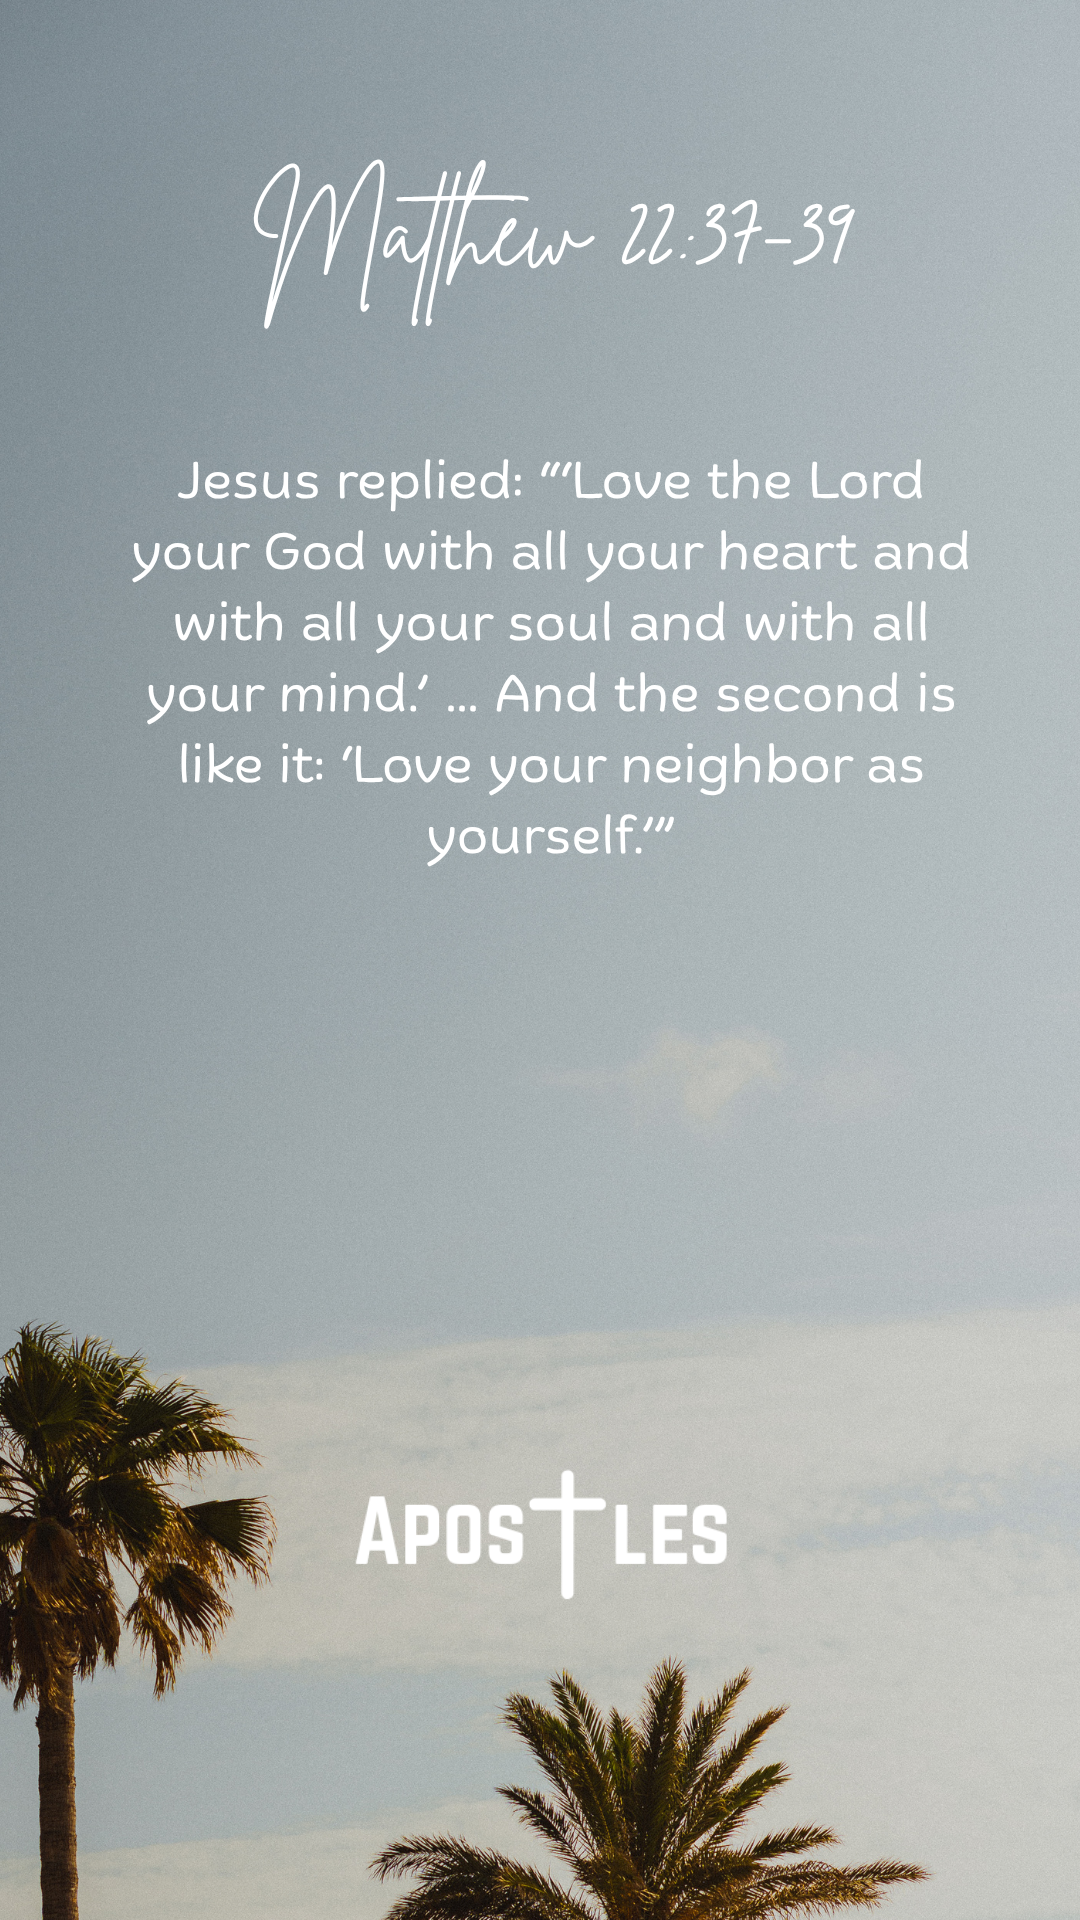 Matthew 22:37-39
Jesus replied: “‘Love the Lord
your God with all your heart and
with all your soul and with all
your mind.’ ... And the second is
like it: ‘Love your neighbor as
yourself.’”
APOSTLES